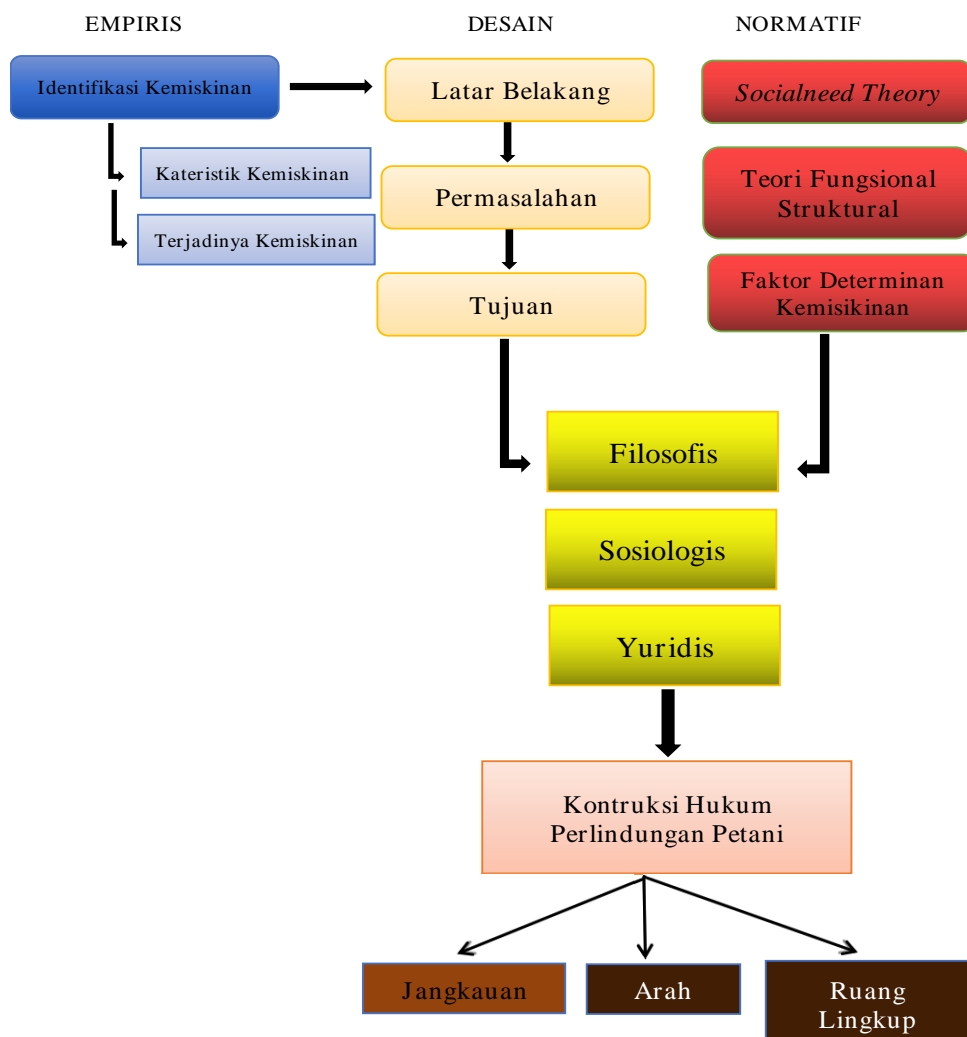 EMPIRIS
DESAIN
NORMATIF
Identifikasi Kemiskinan
Latar Belakang
Socialneed Theory
Kateristik Kemiskinan
Permasalahan
Teori Fungsional
Struktural
Terjadinya Kemiskinan
Tujuan
Faktor Determinan
Kemisikinan
Filosofis
Sosiologis
Yuridis
Kontruksi Hukum
Perlindungan Petani
Jangkauan
Arah
Ruang
Lingkup